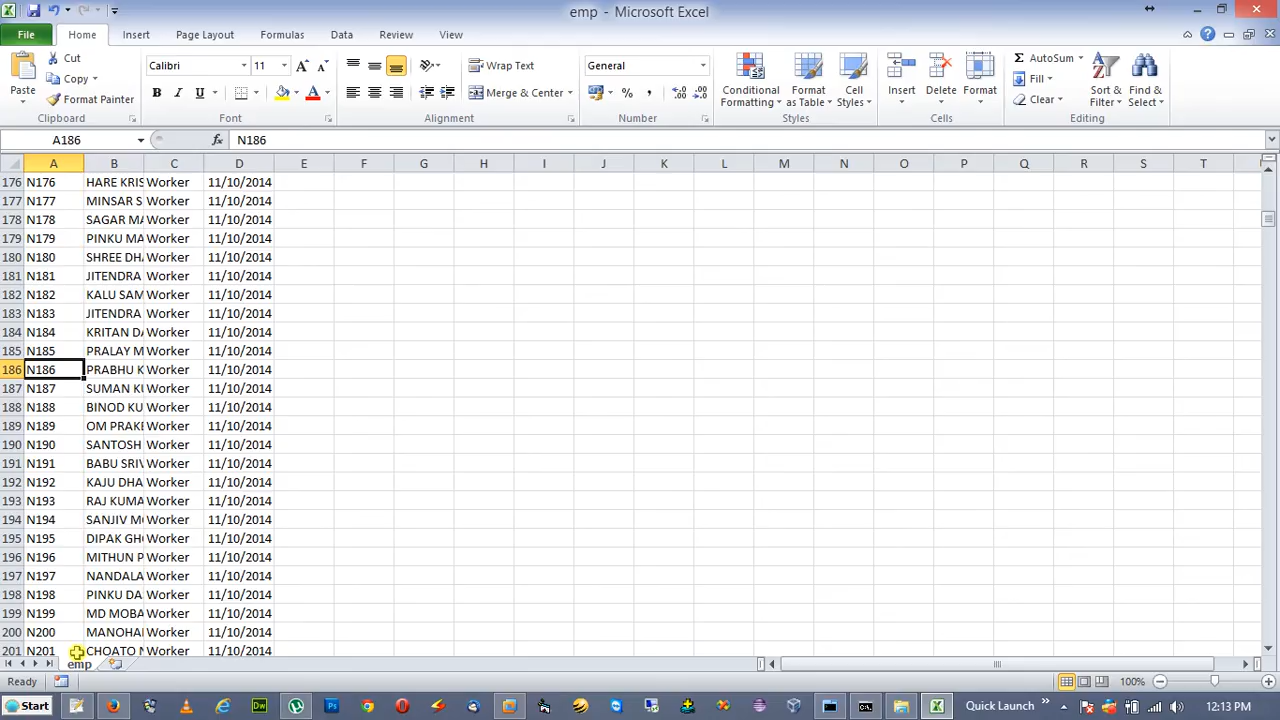 emp - Microsoft Excel
File Home Insert Page Layout Formulas Data Review View
Paste Cut Copy Format Painter Clipboard
Calibri 11 B I U A Font
Wrap Text Merge & Center Alignment
General % , Number
Conditional Formatting Format as Table Cell Styles Styles
Insert Delete Format Cells
Σ AutoSum Fill Clear Sort & Filter Find & Select Editing
A186 fx N186
A B C D E F G H I J K L M N O P Q R S T
176 N176 HARE KRIS Worker 11/10/2014
177 N177 MINSAR S Worker 11/10/2014
178 N178 SAGAR MA Worker 11/10/2014
179 N179 PINKU MA Worker 11/10/2014
180 N180 SHREE DHA Worker 11/10/2014
181 N181 JITENDRA Worker 11/10/2014
182 N182 KALU SAM Worker 11/10/2014
183 N183 JITENDRA Worker 11/10/2014
184 N184 KRITAN DA Worker 11/10/2014
185 N185 PRALAY M Worker 11/10/2014
186 N186 PRABHU K Worker 11/10/2014
187 N187 SUMAN KU Worker 11/10/2014
188 N188 BINOD KU Worker 11/10/2014
189 N189 OM PRAKE Worker 11/10/2014
190 N190 SANTOSH Worker 11/10/2014
191 N191 BABU SRIV Worker 11/10/2014
192 N192 KAJU DHA Worker 11/10/2014
193 N193 RAJ KUMA Worker 11/10/2014
194 N194 SANJIV MO Worker 11/10/2014
195 N195 DIPAK GHO Worker 11/10/2014
196 N196 MITHUN P Worker 11/10/2014
197 N197 NANDALA Worker 11/10/2014
198 N198 PINKU DA Worker 11/10/2014
199 N199 MD MOBA Worker 11/10/2014
200 N200 MANOHAR Worker 11/10/2014
201 N201 CHOATO M Worker 11/10/2014
emp
Ready 100%
Start Quick Launch 12:13 PM